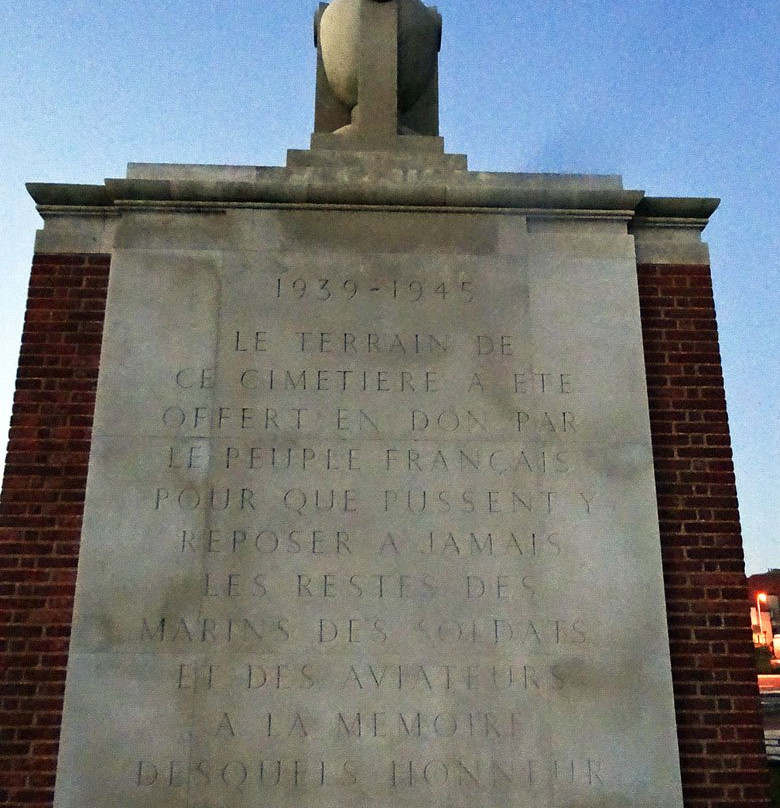 1939-1945
LE TERRAIN DE
CE CIMETIERE A ETE
OFFERT EN DON PAR
LE PEUPLE FRANÇAIS
POUR QUE PUSSENT Y
REPOSER A JAMAIS
LES RESTES DES
MARINS DES SOLDATS
ET DES AVIATEURS
A LA MEMOIRE
DESQUELS HONNEUR